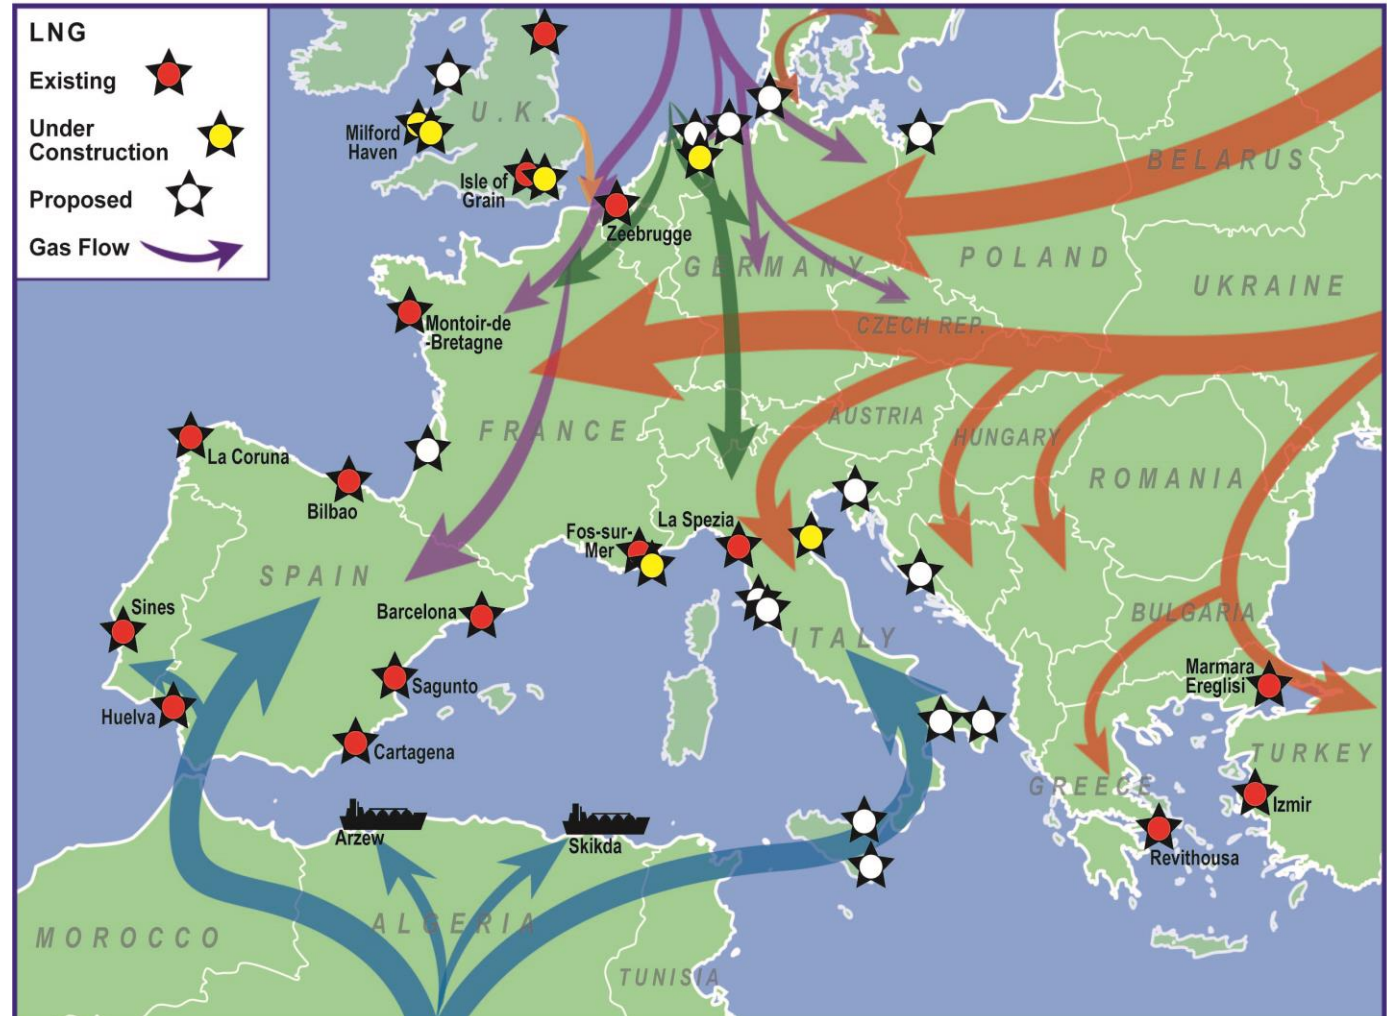 LNG
Existing
Under
Construction
Proposed
Gas Flow
U.K.
Milford
Haven
Isle of
Grain
Zeebrugge
GERMANY
POLAND
BELARUS
UKRAINE
CZECH REP.
Montoir-de
-Bretagne
FRANCE
AUSTRIA
HUNGARY
ROMANIA
La Coruna
Bilbao
La Spezia
Fos-sur-
Mer
SPAIN
Sines
Barcelona
ITALY
BULGARIA
Marmara
Ereglisi
Sagunto
Huelva
Cartagena
TURKEY
GREECE
Izmir
Arzew
Skikda
Revithousa
ALGERIA
MOROCCO
TUNISIA